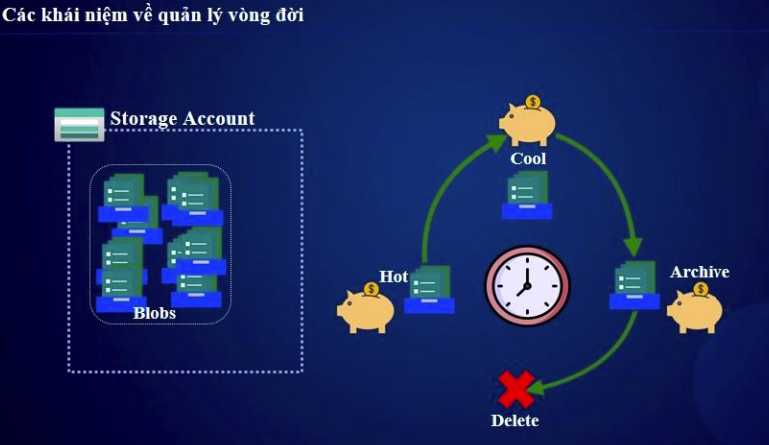 Các khái niệm về quản lý vòng đời
Storage Account
Blobs
Cool
Hot
Archive
Delete